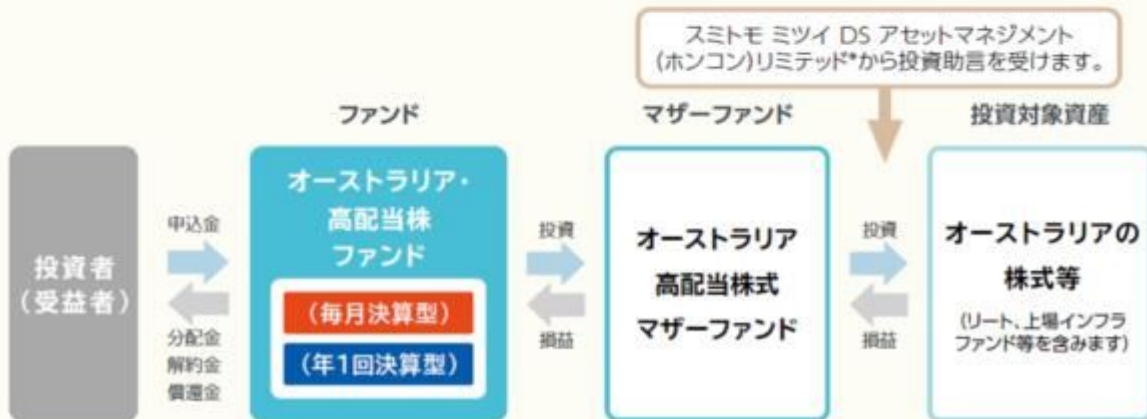 スミトモ ミツイ DS アセットマネジメント
(ホンコン)リミテッド*から投資助言を受けます。
ファンド
マザーファンド
投資対象資産
投資者
(受益者)
申込金
分配金
解約金
償還金
オーストラリア・
高配当株
ファンド
(毎月決算型)
(年1回決算型)
投資
損益
オーストラリア
高配当株式
マザーファンド
投資
損益
オーストラリアの
株式等
(リート、上場インフラ
ファンド等を含みます)